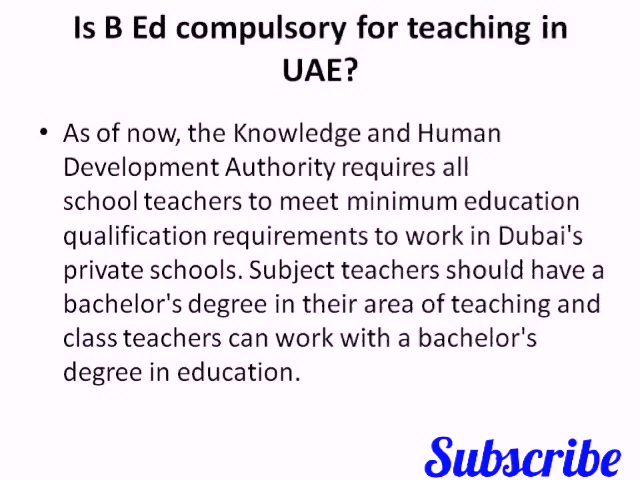 Is B Ed compulsory for teaching in
UAE?
• As of now, the Knowledge and Human
Development Authority requires all
school teachers to meet minimum education
qualification requirements to work in Dubai's
private schools. Subject teachers should have a
bachelor's degree in their area of teaching and
class teachers can work with a bachelor's
degree in education.
Subscribe